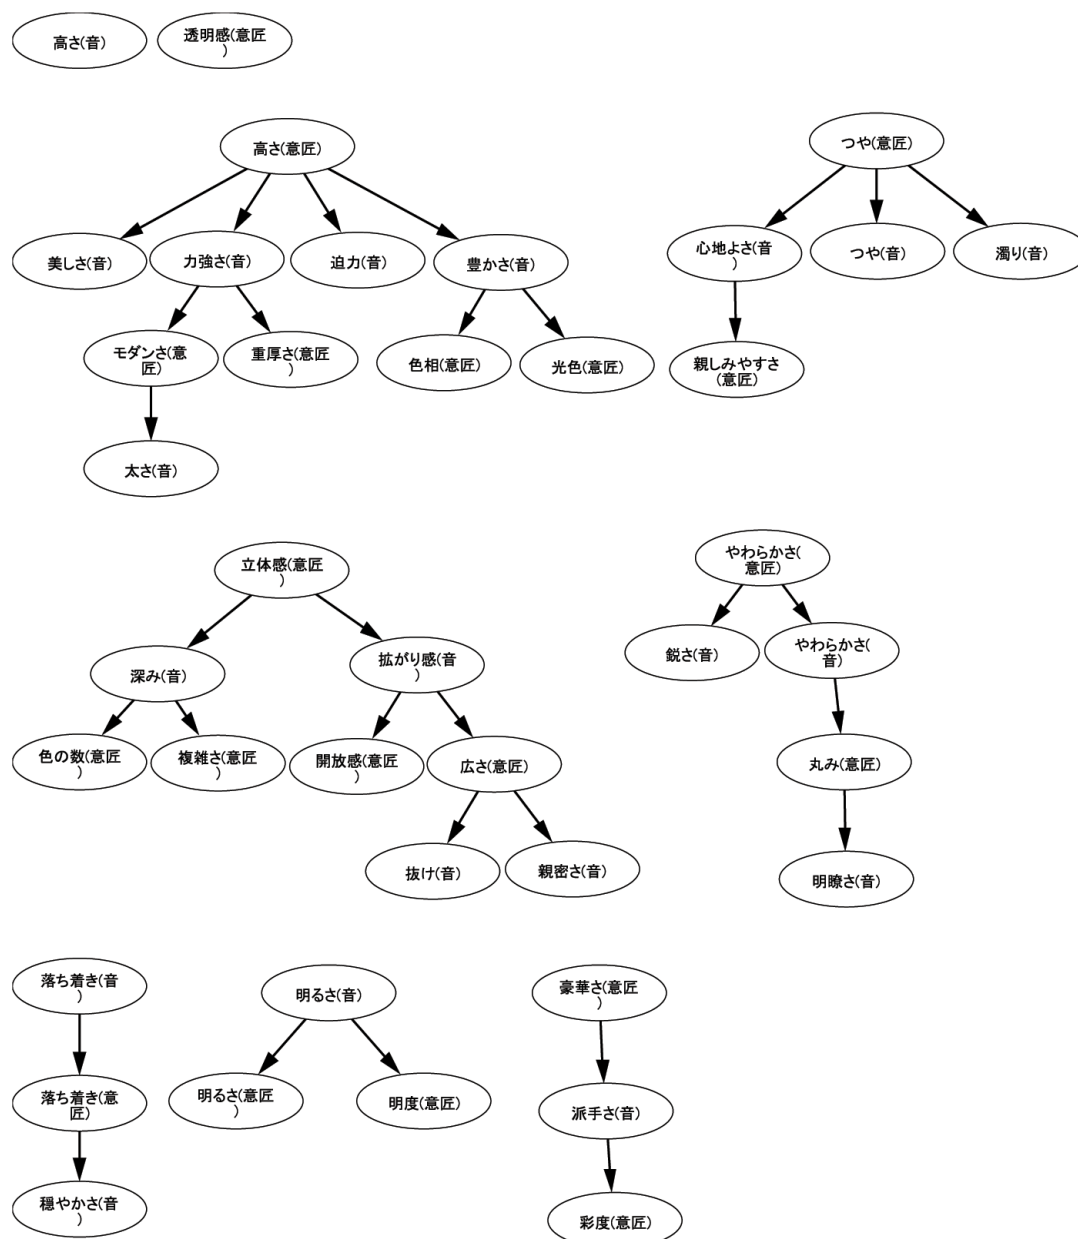 高さ(音)
透明感(意匠
)
高さ(意匠)
つや(意匠)
美しさ(音)
力強さ(音)
迫力(音)
豊かさ(音)
心地よさ(音
)
つや(音)
濁り(音)
モダンさ(意
匠)
重厚さ(意匠
)
色相(意匠)
光色(意匠)
親しみやすさ
(意匠)
太さ(音)
立体感(意匠
)
やわらかさ(
意匠)
深み(音)
拡がり感(音
)
鋭さ(音)
やわらかさ(
音)
色の数(意匠
)
複雑さ(意匠
)
開放感(意匠
)
広さ(意匠)
丸み(意匠)
抜け(音)
親密さ(音)
明瞭さ(音)
落ち着き(音
)
明るさ(音)
豪華さ(意匠
)
落ち着き(意
匠)
明るさ(意匠
)
明度(意匠)
派手さ(音)
穏やかさ(音
)
彩度(意匠)